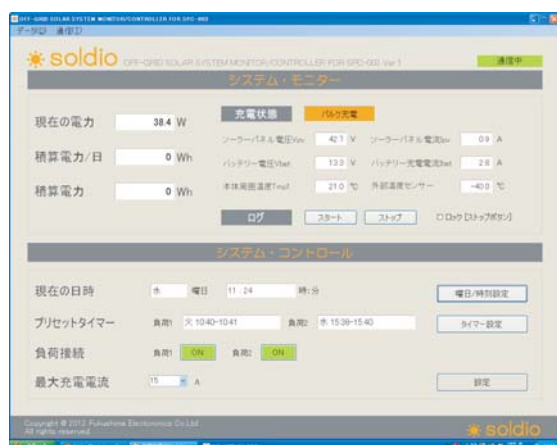 OFF-GRID SOLAR SYSTEM MONITOR/CONTROLLER FOR SPC-003
データ(D) 通信(T)
soldio OFF-GRID SOLAR SYSTEM MONITOR/CONTROLLER FOR SPC-003 Ver.1 通信中
システム・モニター
現在の電力 38.4 W
積算電力/日 0 Wh
積算電力 0 Wh
充電状態 バルク充電
ソーラーパネル電圧Vpv 42.1 V ソーラーパネル電流Ipv 0.9 A
バッテリー電圧Vbat 13.3 V バッテリー充電電流Ibat 2.8 A
本体周囲温度 21.0 ℃ 外部温度センサー -40.0 ℃
ログ スタート ストップ ロック [ストップボタン]
システム・コントロール
現在の日時 水 曜日 11 : 24 時:分 曜日/時刻設定
プリセットタイマー 負荷1 火 10:40-10:41 負荷2 水 15:38-15:40 タイマー設定
負荷接続 負荷1 ON 負荷2 ON
最大充電電流 15 A 設定
Copyright © 2012 Fukushima Electronics Co.Ltd.
All rights reserved
soldio